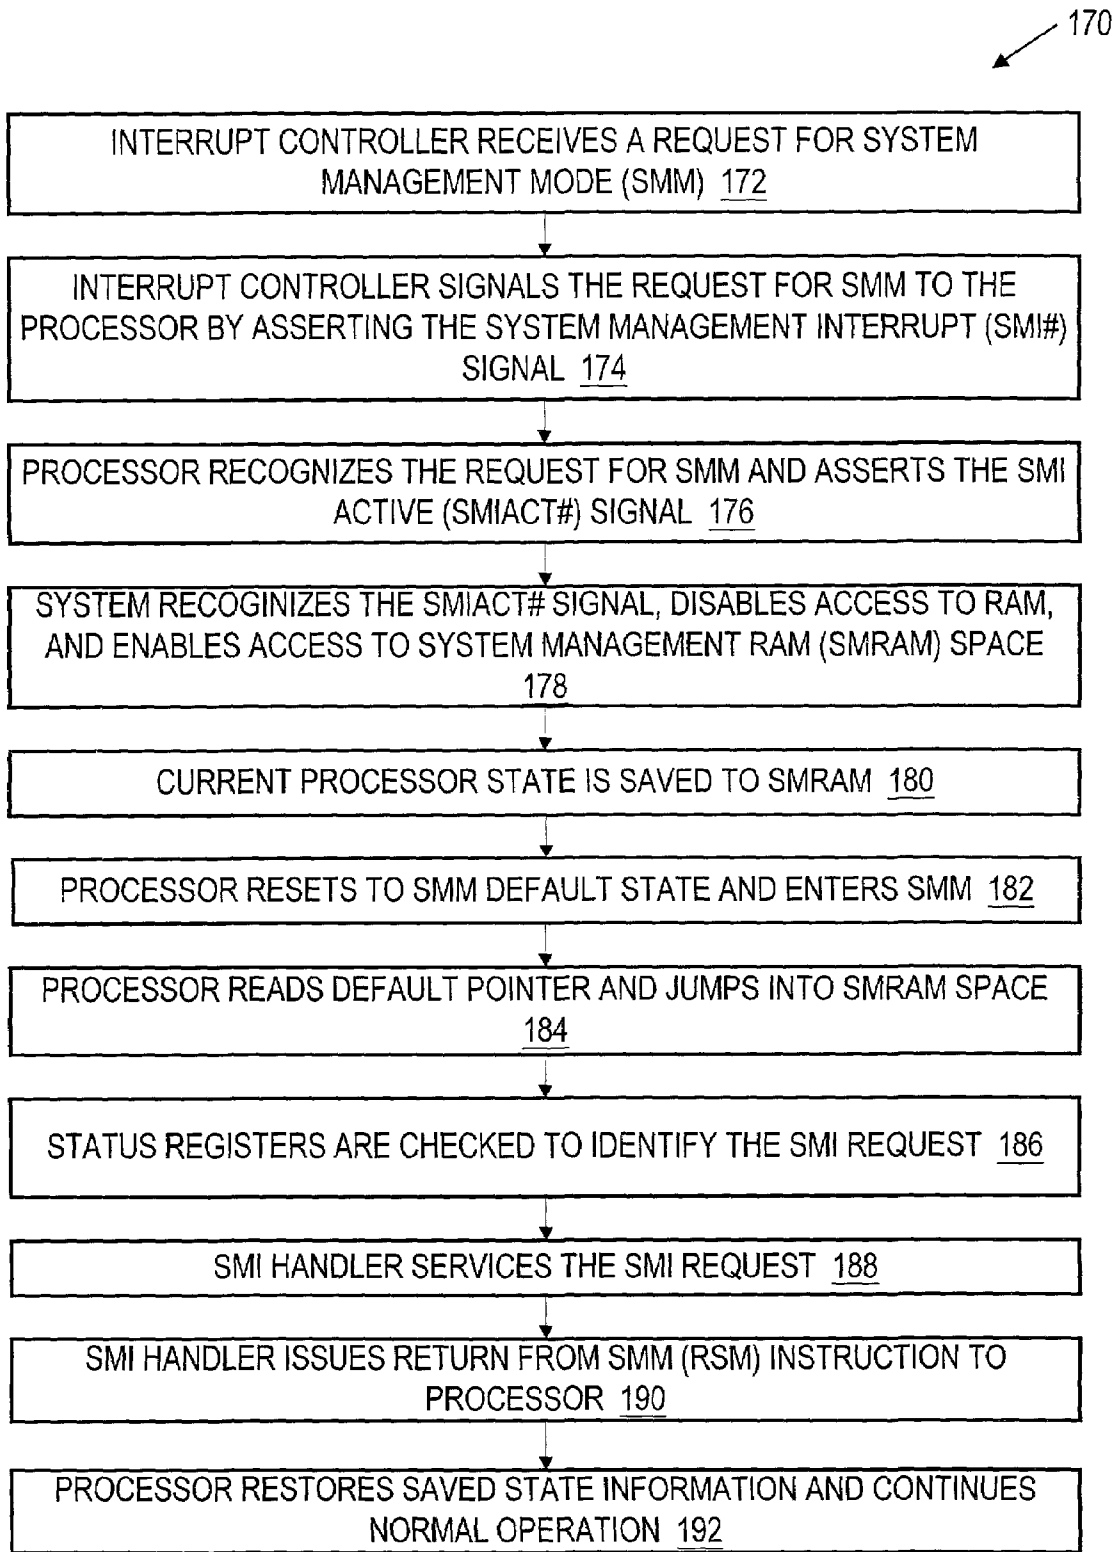 170
INTERRUPT CONTROLLER RECEIVES A REQUEST FOR SYSTEM
MANAGEMENT MODE (SMM) 172
INTERRUPT CONTROLLER SIGNALS THE REQUEST FOR SMM TO THE
PROCESSOR BY ASSERTING THE SYSTEM MANAGEMENT INTERRUPT (SMI#)
SIGNAL 174
PROCESSOR RECOGNIZES THE REQUEST FOR SMM AND ASSERTS THE SMI
ACTIVE (SMIACT#) SIGNAL 176
SYSTEM RECOGINIZES THE SMIACT# SIGNAL, DISABLES ACCESS TO RAM,
AND ENABLES ACCESS TO SYSTEM MANAGEMENT RAM (SMRAM) SPACE
178
CURRENT PROCESSOR STATE IS SAVED TO SMRAM 180
PROCESSOR RESETS TO SMM DEFAULT STATE AND ENTERS SMM 182
PROCESSOR READS DEFAULT POINTER AND JUMPS INTO SMRAM SPACE
184
STATUS REGISTERS ARE CHECKED TO IDENTIFY THE SMI REQUEST 186
SMI HANDLER SERVICES THE SMI REQUEST 188
SMI HANDLER ISSUES RETURN FROM SMM (RSM) INSTRUCTION TO
PROCESSOR 190
PROCESSOR RESTORES SAVED STATE INFORMATION AND CONTINUES
NORMAL OPERATION 192